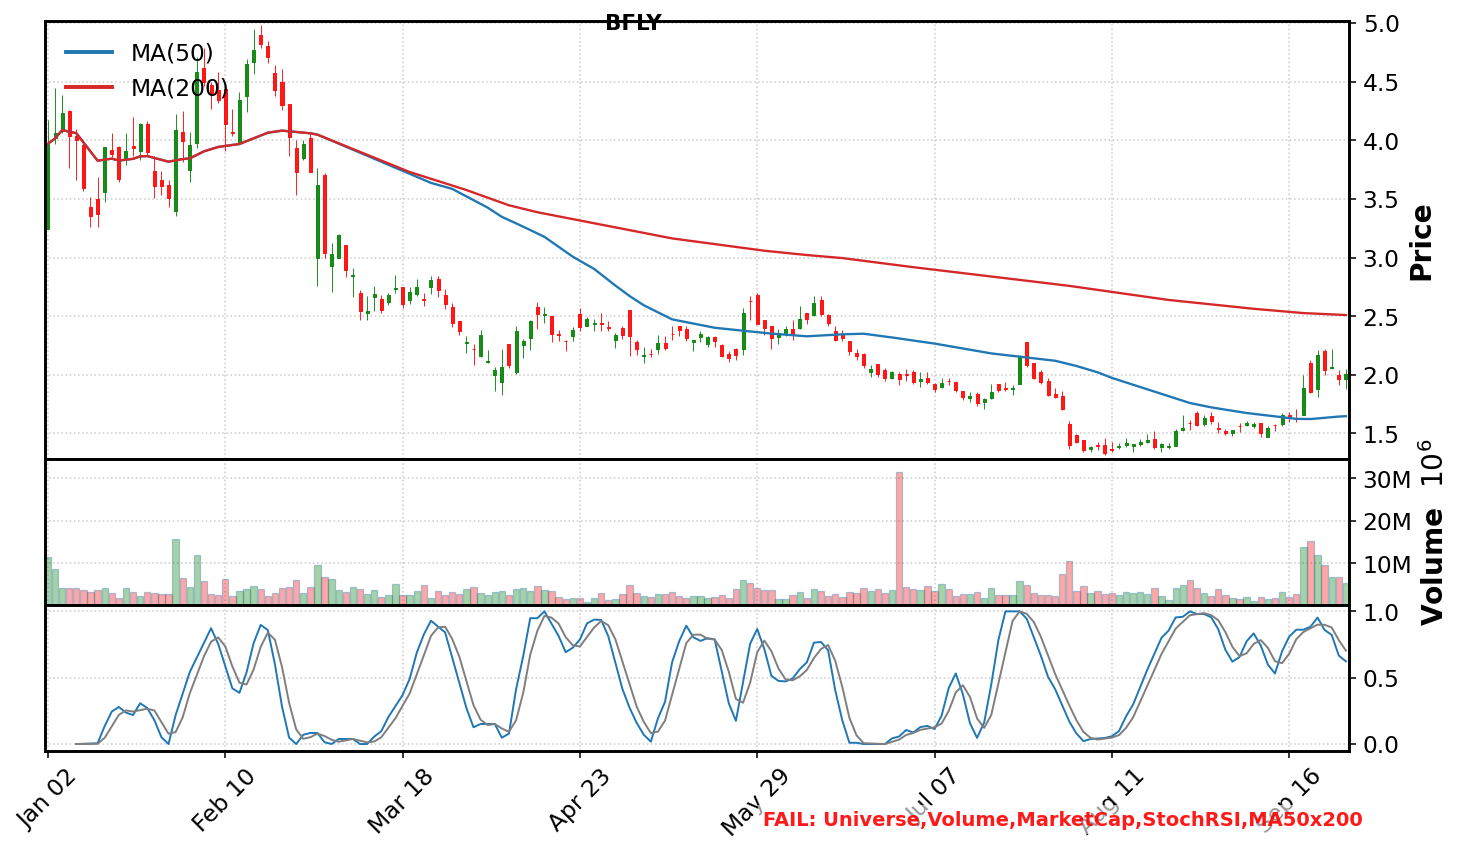 BFLY
MA(50)
MA(200)
5.0
4.5
4.0
3.5
3.0
2.5
2.0
1.5
Price
30M
20M
10M
Volume 10^6
1.0
0.5
0.0
Jan 02
Feb 10
Mar 18
Apr 23
May 29
Jul 07
Aug 11
Sep 16
FAIL: Universe,Volume,Marketcap,StochRSI,MA50x200